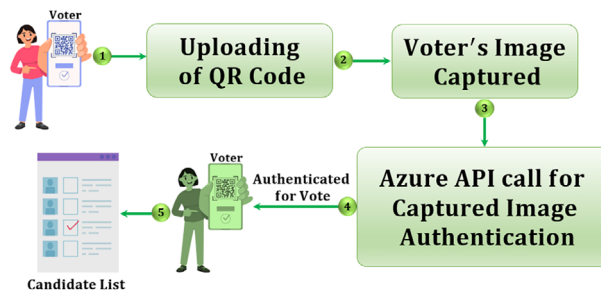 Voter
1
Uploading
of QR Code
2
Voter's Image
Captured
3
Azure API call for
Captured Image
Authentication
4
Authenticated
for Vote
Voter
5
Candidate List